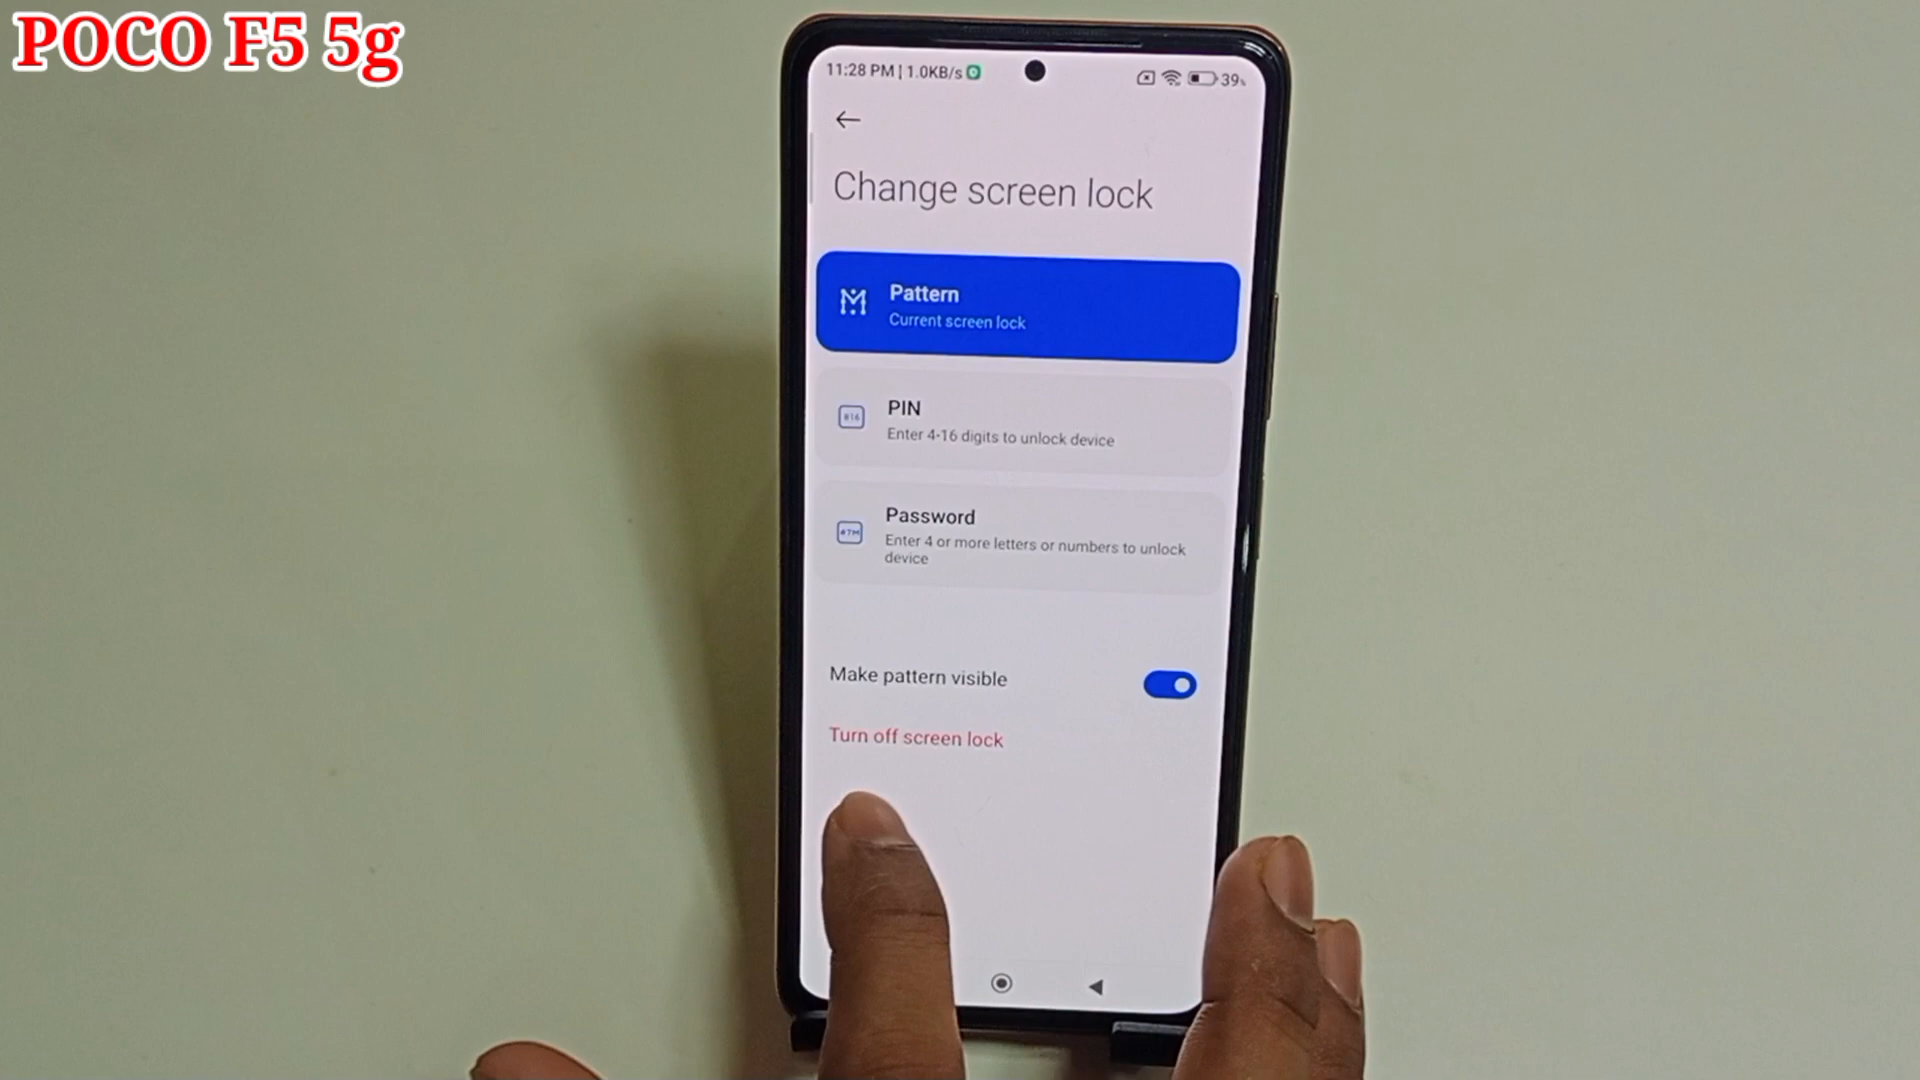 POCO F5 5g
11:28 PM | 1.0KB/s
39%
Change screen lock
Pattern
Current screen lock
PIN
Enter 4-16 digits to unlock device
Password
Enter 4 or more letters or numbers to unlock
device
Make pattern visible
Turn off screen lock